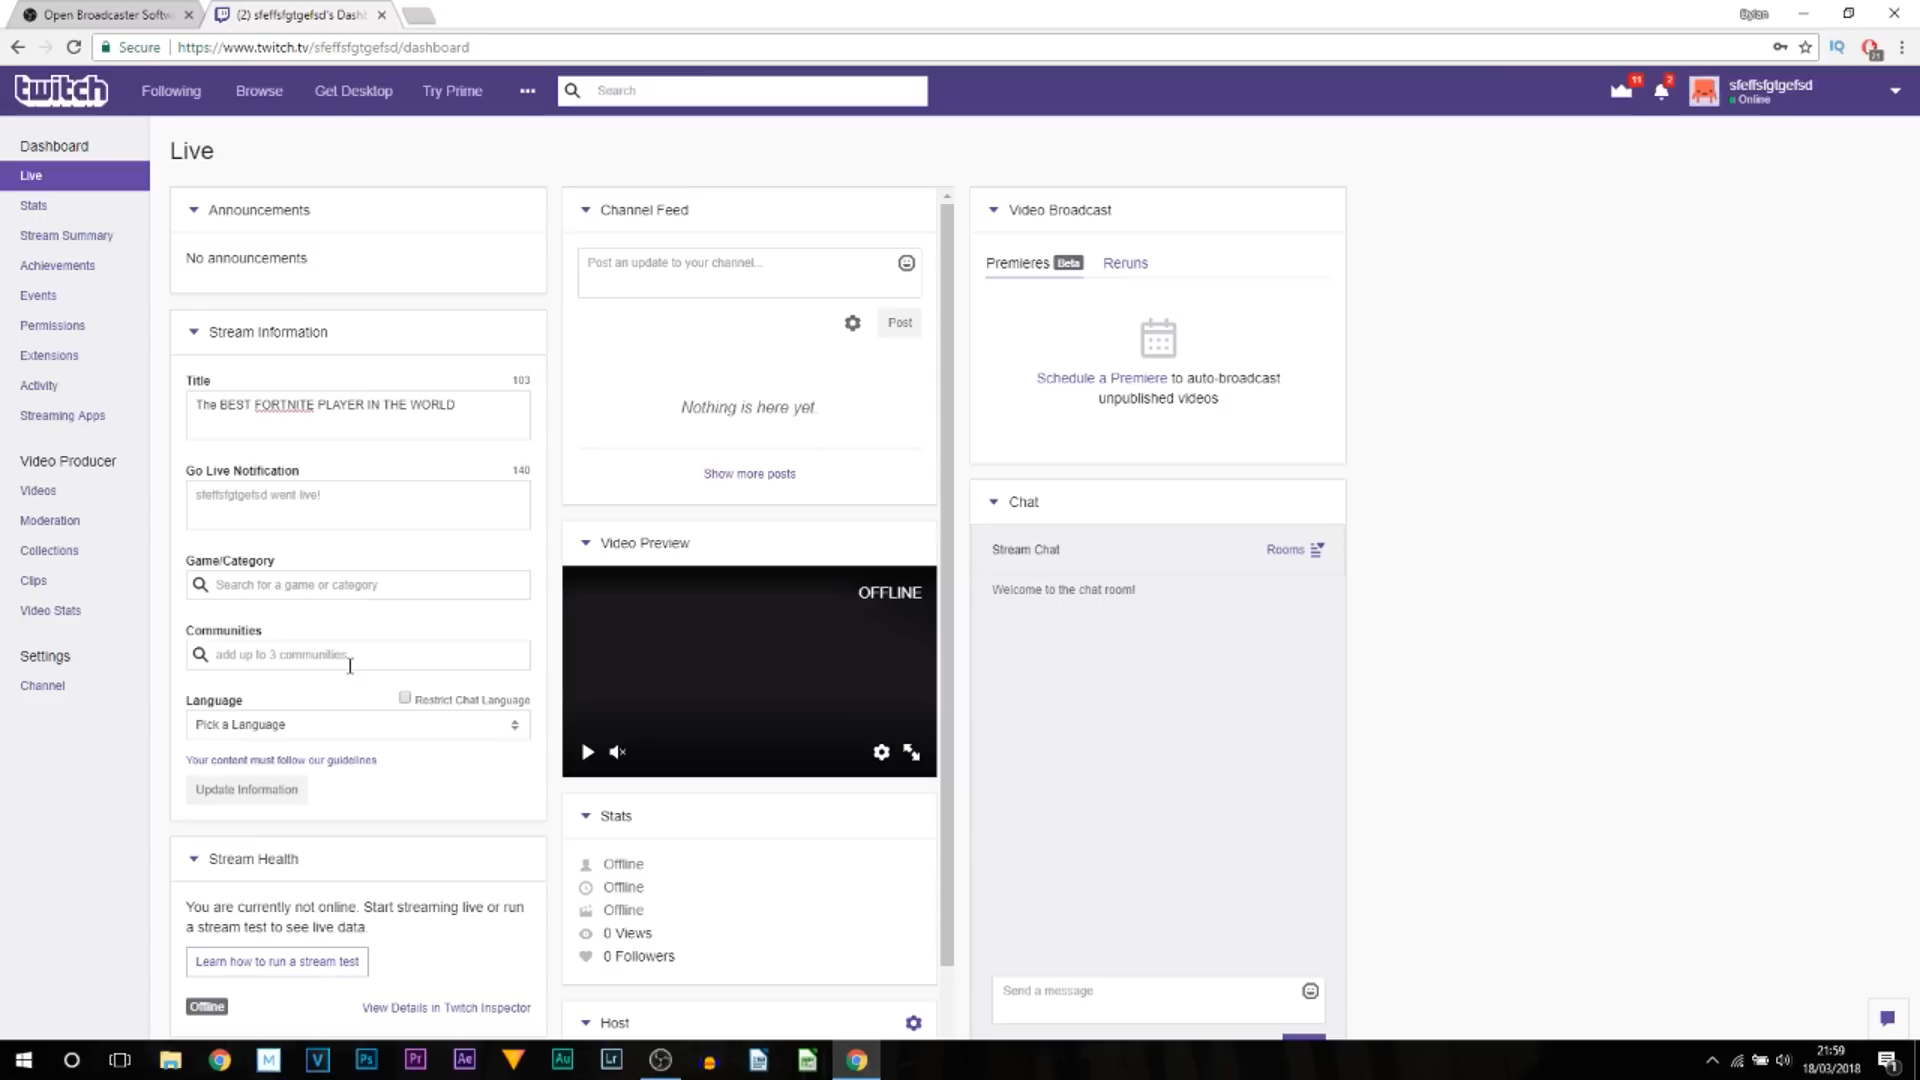 Open Broadcaster Softw
(2) sfeffsfgtgefsd's Dash
Dylan
Secure
https://www.twitch.tv/sfeffsfgtgefsd/dashboard
twitch
Following
Browse
Get Desktop
Try Prime
Search
11
2
sfeffsfgtgefsd
Online
Dashboard
Live
Stats
Stream Summary
Achievements
Events
Permissions
Extensions
Activity
Streaming Apps
Video Producer
Videos
Moderation
Collections
Clips
Video Stats
Settings
Channel
Live
Announcements
No announcements
Stream Information
Title 103
The BEST FORTNITE PLAYER IN THE WORLD
Go Live Notification 140
sfeffsfgtgefsd went live!
Game/Category
Search for a game or category
Communities
add up to 3 communities
Language
Restrict Chat Language
Pick a Language
Your content must follow our guidelines
Update Information
Stream Health
You are currently not online. Start streaming live or run
a stream test to see live data.
Learn how to run a stream test
Offline
View Details in Twitch Inspector
Channel Feed
Post an update to your channel...
Post
Nothing is here yet.
Show more posts
Video Preview
OFFLINE
Stats
Offline
Offline
Offline
0 Views
0 Followers
Host
Video Broadcast
Premieres Beta
Reruns
Schedule a Premiere to auto-broadcast
unpublished videos
Chat
Stream Chat
Rooms
Welcome to the chat room!
Send a message
M
V
Ps
Pr
Ae
Au
Lr
21:59
18/03/2018